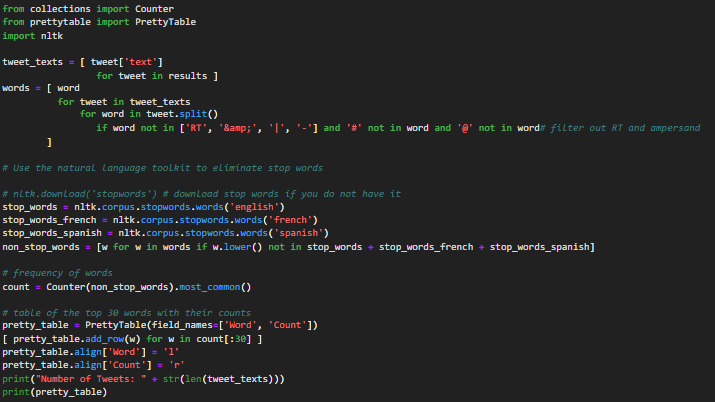 from collections import Counter
from prettytable import PrettyTable
import nltk
tweet_texts = [ tweet['text']
for tweet in results ]
words = [ word
for tweet in tweet_texts
for word in tweet.split()
if word not in ['RT', '&amp;', '|', '-'] and '#' not in word and '@' not in word# filter out RT and ampersand
]
# Use the natural language toolkit to eliminate stop words
# nltk.download('stopwords') # download stop words if you do not have it
stop_words = nltk.corpus.stopwords.words('english')
stop_words_french = nltk.corpus.stopwords.words('french')
stop_words_spanish = nltk.corpus.stopwords.words('spanish')
non_stop_words = [w for w in words if w.lower() not in stop_words + stop_words_french + stop_words_spanish]
# frequency of words
count = Counter(non_stop_words).most_common()
# table of the top 30 words with their counts
pretty_table = PrettyTable(field_names=['Word', 'Count'])
[ pretty_table.add_row(w) for w in count[:30] ]
pretty_table.align['Word'] = 'l'
pretty_table.align['Count'] = 'r'
print("Number of Tweets: " + str(len(tweet_texts)))
print(pretty_table)